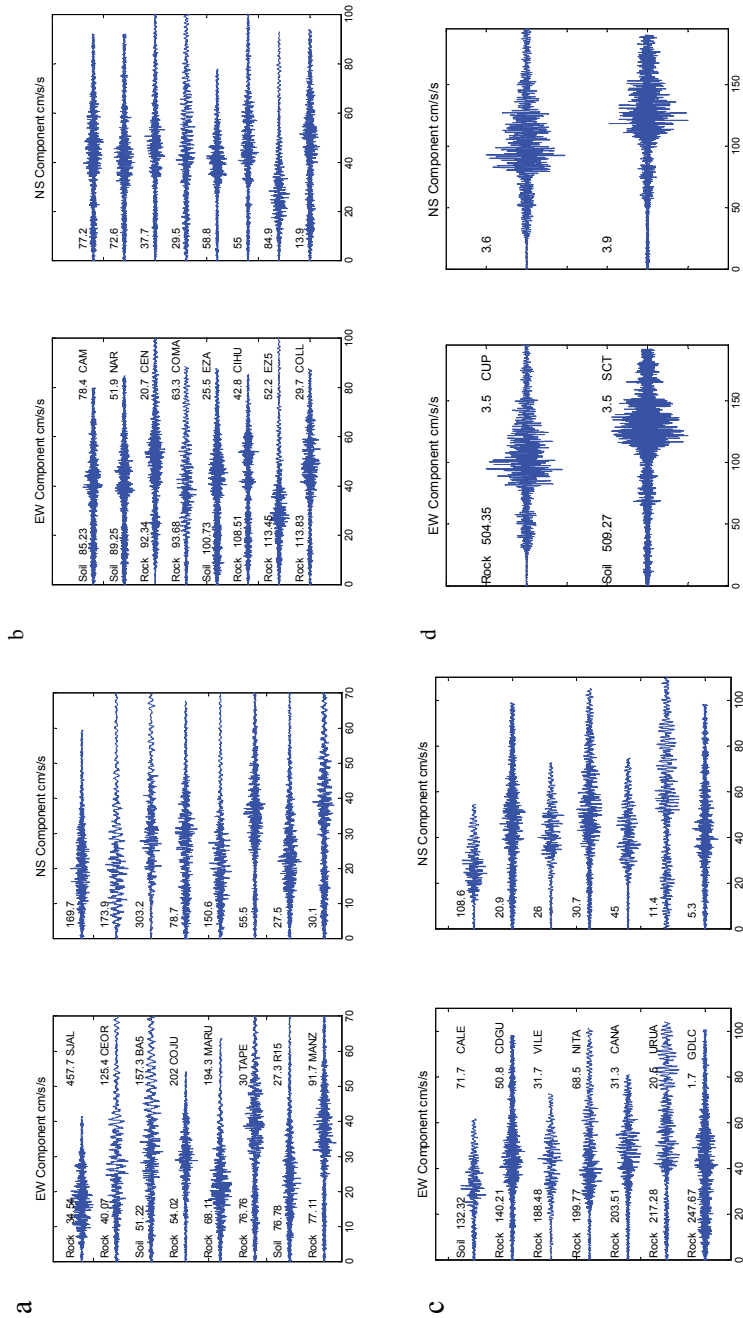 a
EW Component cm/s/s
Rock 34.54 457.7 SJAL
Rock 40.07 125.4 CEOR
Soil 51.22 157.3 BA5
Rock 54.02 202 COJU
Rock 68.11 194.3 MARU
Rock 76.76 30 TAPE
Soil 76.78 27.3 R15
Rock 77.11 91.7 MANZ
0 10 20 30 40 50 60 70
NS Component cm/s/s
169.7
173.9
303.2
78.7
150.6
55.5
27.5
30.1
0 10 20 30 40 50 60 70
b
EW Component cm/s/s
Soil 85.23 78.4 CAM
Soil 89.25 51.9 NAR
Rock 92.34 20.7 CEN
Rock 93.68 63.3 COMA
Soil 100.73 25.5 EZA
Rock 108.51 42.8 CIHU
Rock 113.45 52.2 EZ5
Rock 113.83 29.7 COLL
0 20 40 60 80 100
NS Component cm/s/s
77.2
72.6
37.7
29.5
58.8
55
84.9
13.9
0 20 40 60 80 100
c
EW Component cm/s/s
Soil 132.32 71.7 CALE
Rock 140.21 50.8 CDGU
Rock 188.48 31.7 VILE
Rock 199.77 68.5 NITA
Rock 203.51 31.3 CANA
Rock 217.28 20.5 URUA
Rock 247.67 1.7 GDLC
0 20 40 60 80 100
NS Component cm/s/s
108.6
20.9
26
30.7
45
11.4
5.3
0 20 40 60 80 100
d
EW Component cm/s/s
Rock 504.35 3.5 CUP
Soil 509.27 3.5 SCT
0 50 100 150
NS Component cm/s/s
3.6
3.9
0 50 100 150